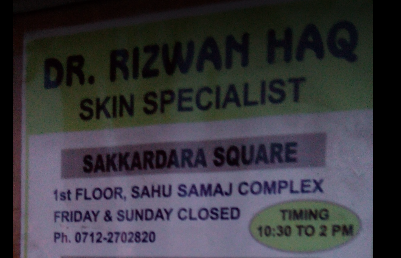 DR. RIZWAN HAQ
SKIN SPECIALIST
SAKKARDARA SQUARE
1st FLOOR, SAHU SAMAJ COMPLEX
FRIDAY & SUNDAY CLOSED
Ph. 0712-2702820
TIMING
10:30 TO 2 PM